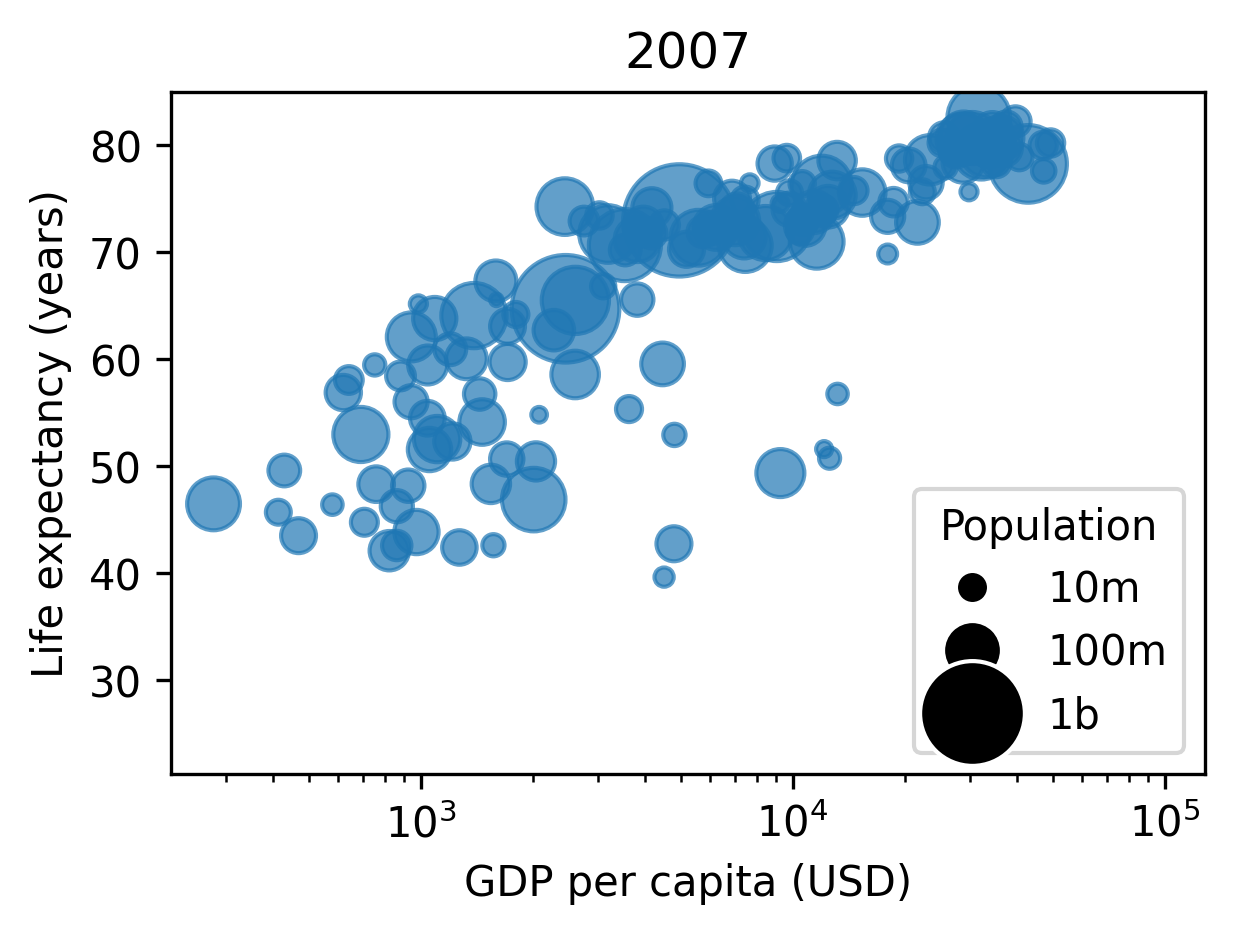 2007
Life expectancy (years)
80
70
60
50
40
30
Population
10m
100m
1b
10³
10⁴
10⁵
GDP per capita (USD)